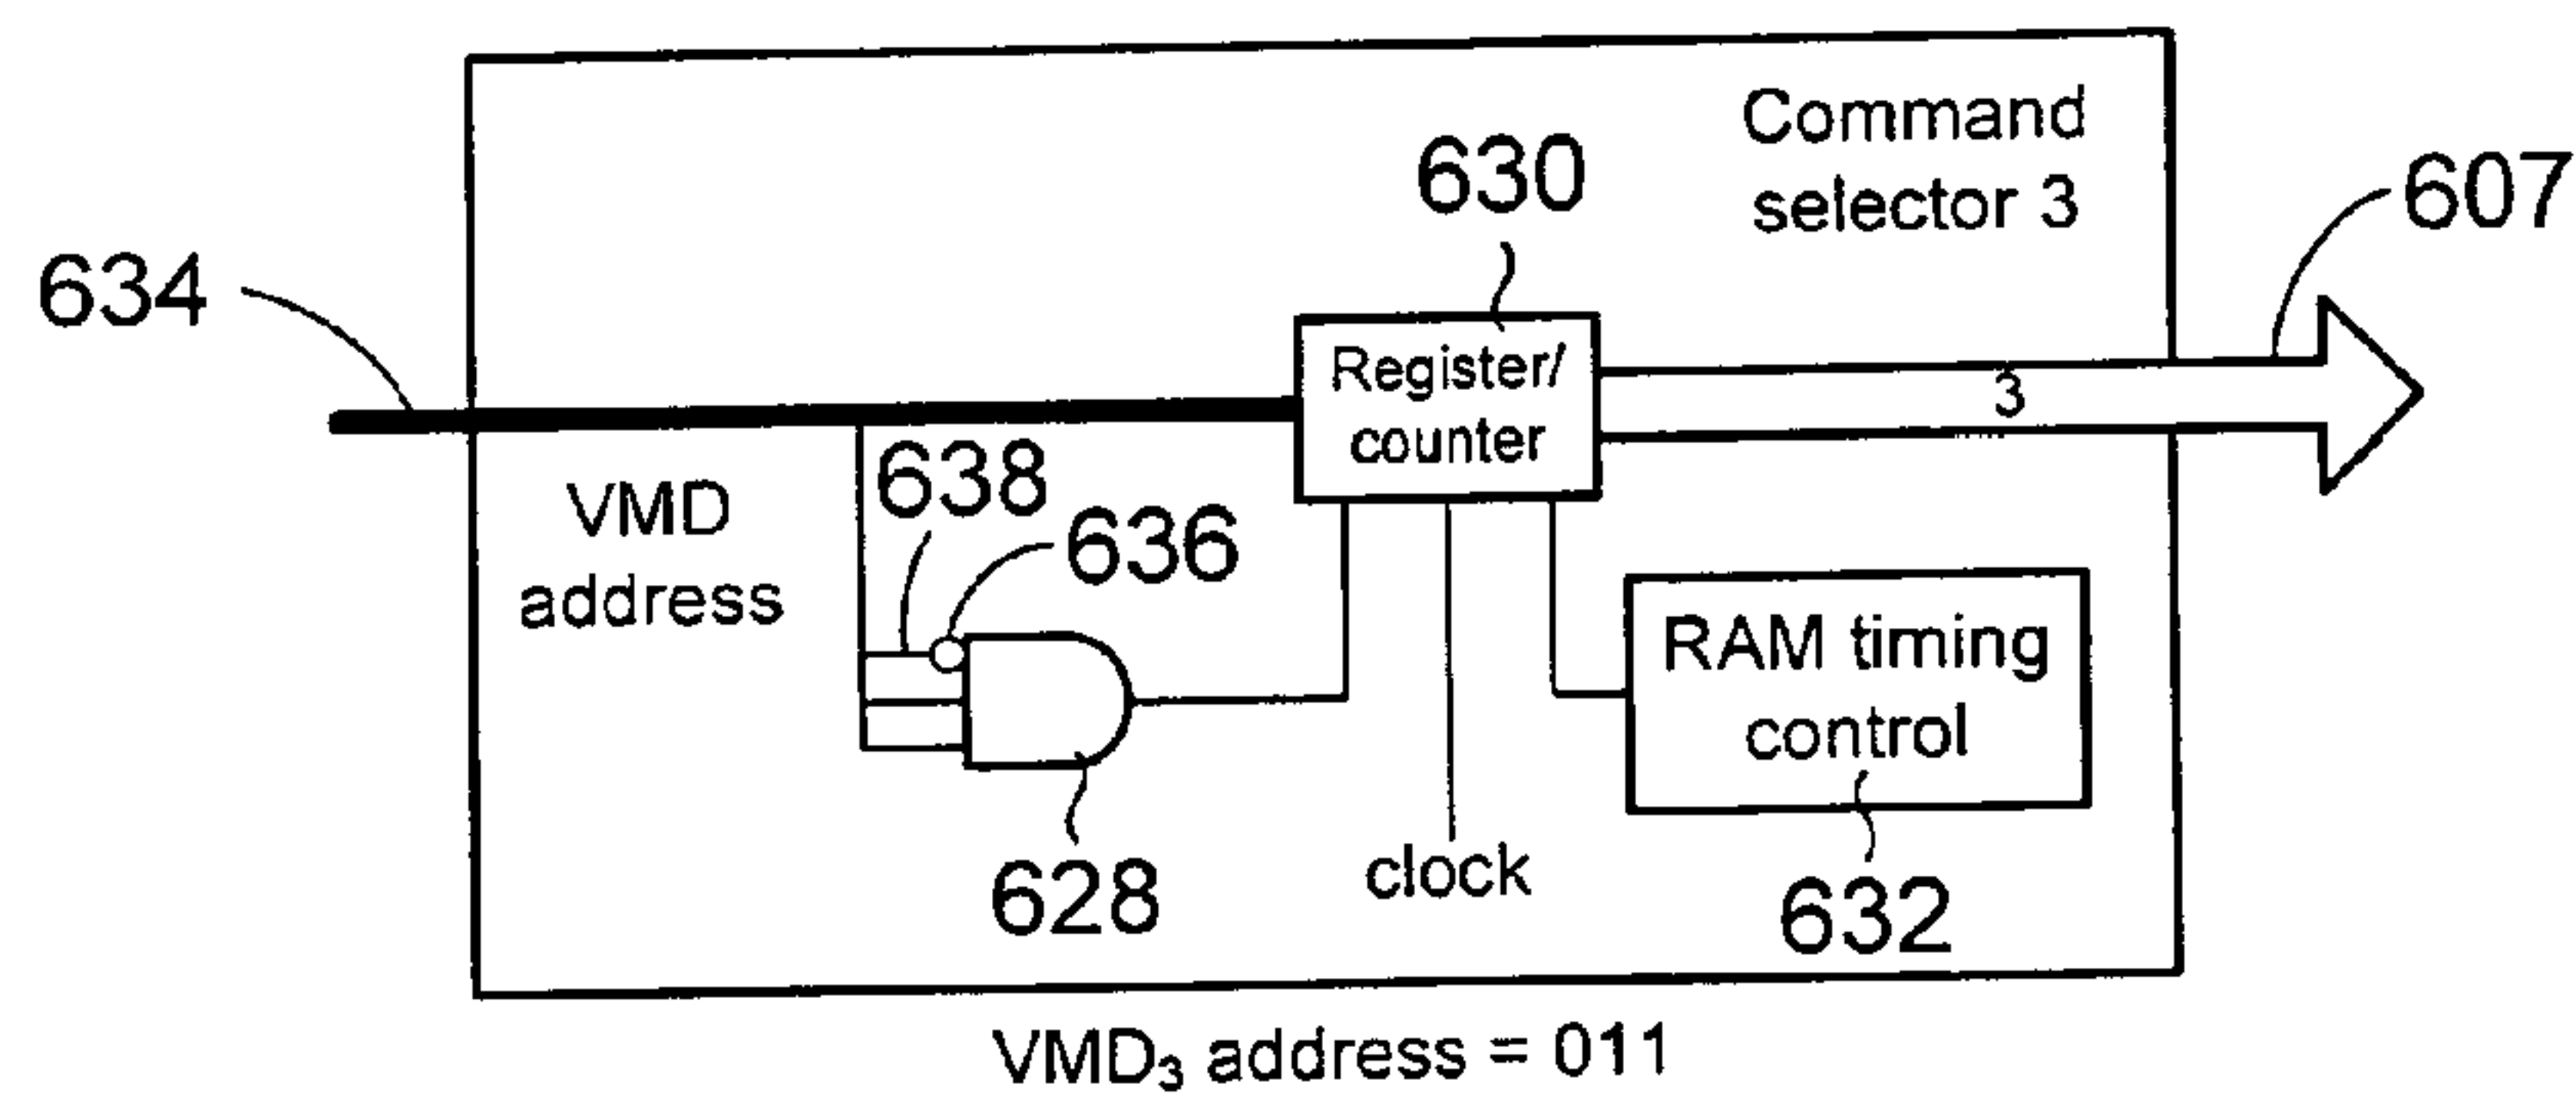 Command
selector 3
630
607
634
Register/
counter
3
638
636
VMD
address
RAM timing
control
clock
628
632
VMD₃ address = 011